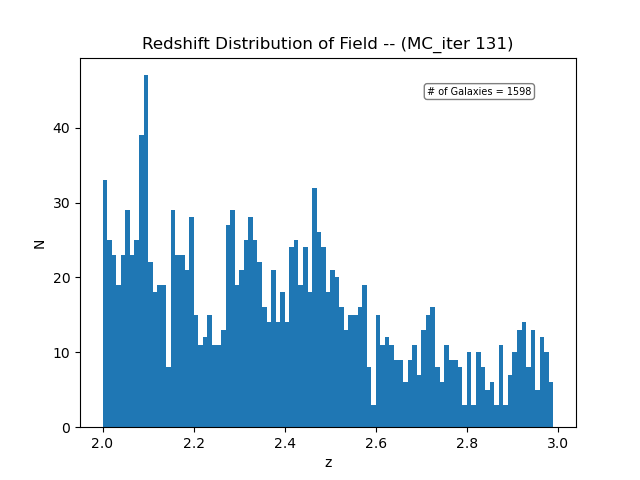 Redshift Distribution of Field -- (MC_iter 131)
# of Galaxies = 1598
N
40
30
20
10
0
2.0 2.2 2.4 2.6 2.8 3.0
z